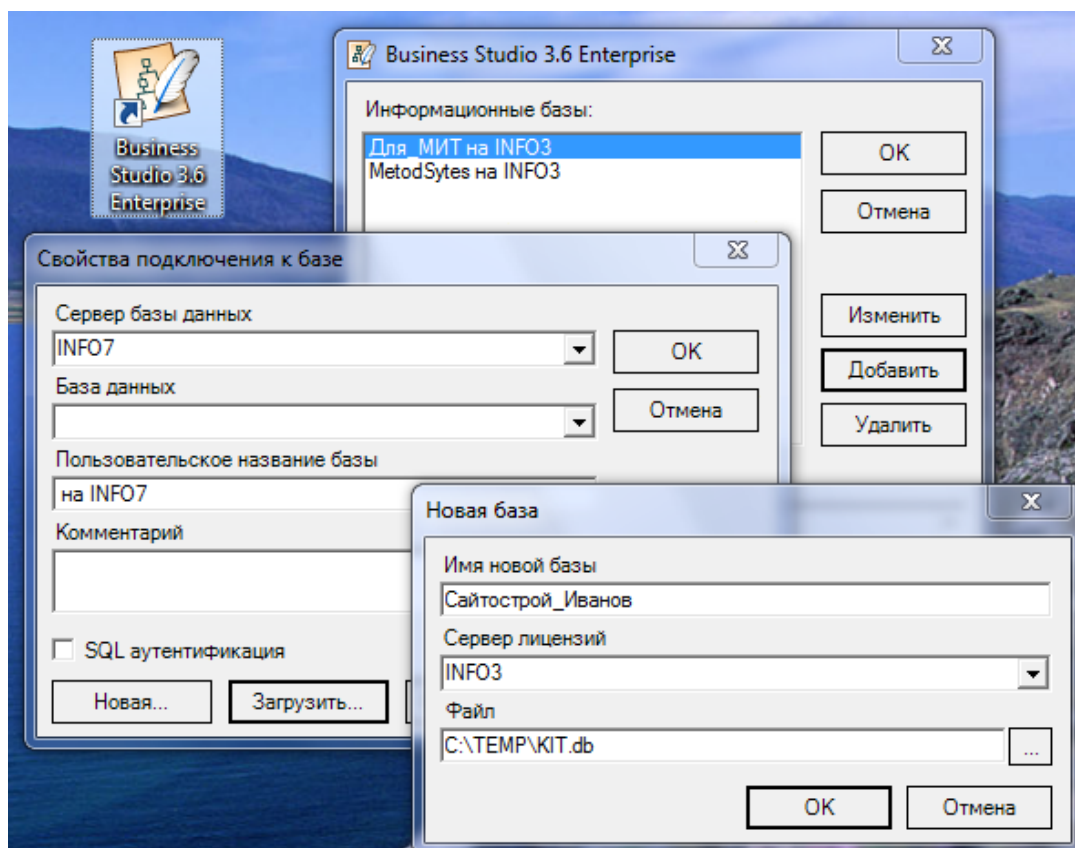 Business
Studio 3.6
Enterprise
Business Studio 3.6 Enterprise
Информационные базы:
Для_МИТ на INFO3
MetodSytes на INFO3
OK
Отмена
Изменить
Добавить
Удалить
Свойства подключения к базе
Сервер базы данных
INFO7
OK
База данных
Отмена
Пользовательское название базы
на INFO7
Комментарий
SQL аутентификация
Новая...
Загрузить...
Новая база
Имя новой базы
Сайтострой_Иванов
Сервер лицензий
INFO3
Файл
C:\TEMP\KIT.db
...
OK
Отмена